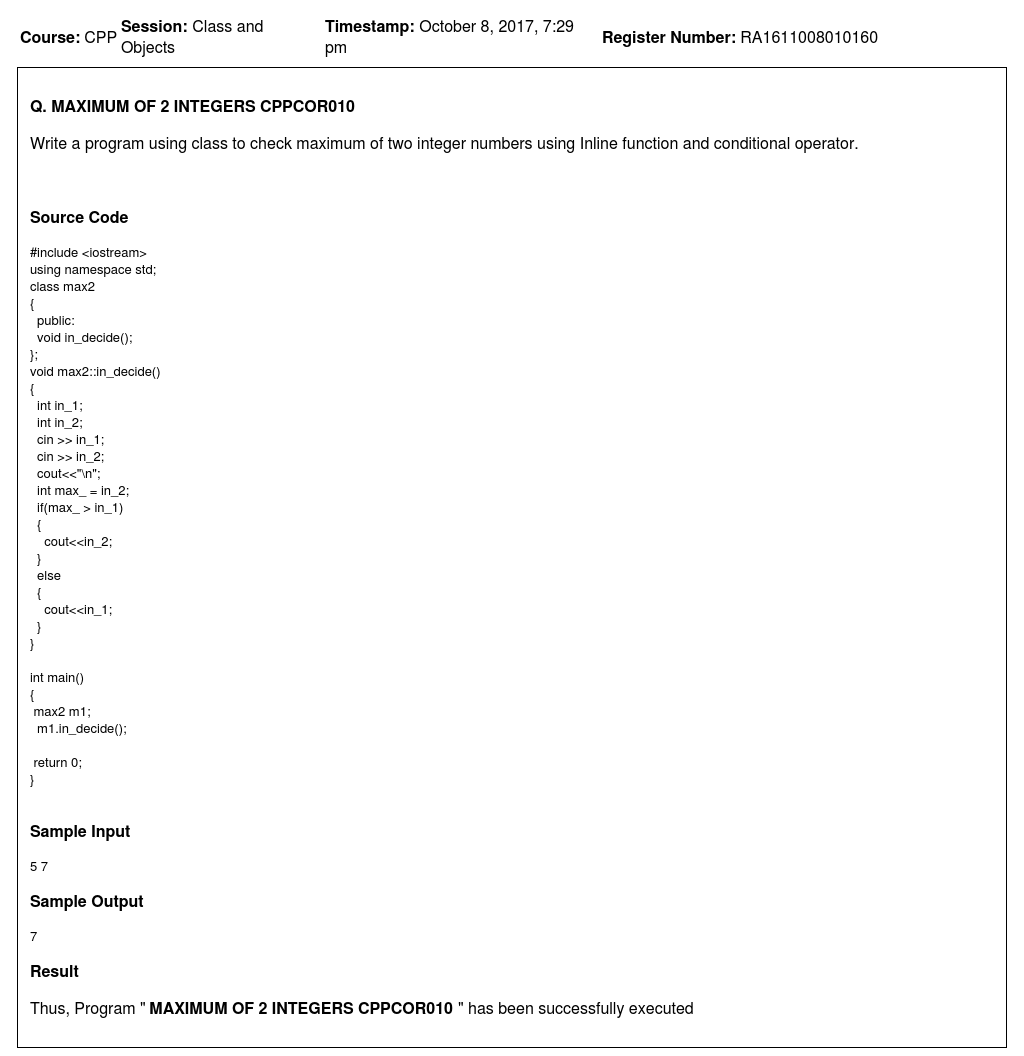 Course: CPP Session: Class and Objects Timestamp: October 8, 2017, 7:29 pm Register Number: RA1611008010160
Q. MAXIMUM OF 2 INTEGERS CPPCOR010
Write a program using class to check maximum of two integer numbers using Inline function and conditional operator.
Source Code
#include <iostream>
using namespace std;
class max2
{
  public:
  void in_decide();
};
void max2::in_decide()
{
  int in_1;
  int in_2;
  cin >> in_1;
  cin >> in_2;
  cout<<"\n";
  int max_ = in_2;
  if(max_ > in_1)
  {
    cout<<in_2;
  }
  else
  {
    cout<<in_1;
  }
}

int main()
{
 max2 m1;
  m1.in_decide();

 return 0;
}
Sample Input
5 7
Sample Output
7
Result
Thus, Program " MAXIMUM OF 2 INTEGERS CPPCOR010 " has been successfully executed